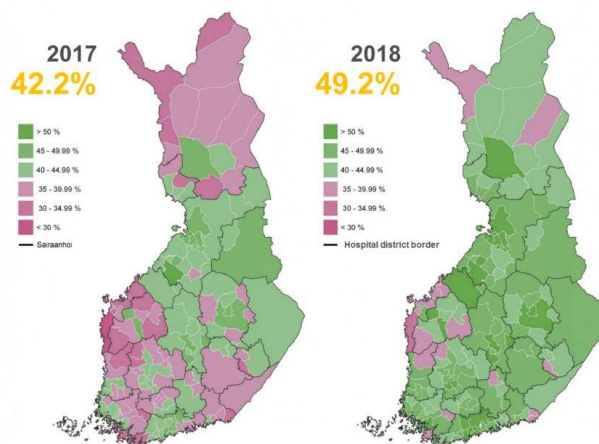 2017
42.2%
> 50 %
45 - 49.99 %
40 - 44.99 %
35 - 39.99 %
30 - 34.99 %
< 30 %
Sairaanhoi
2018
49.2%
> 50 %
45 - 49.99 %
40 - 44.99 %
35 - 39.99 %
30 - 34.99 %
< 30 %
Hospital district border